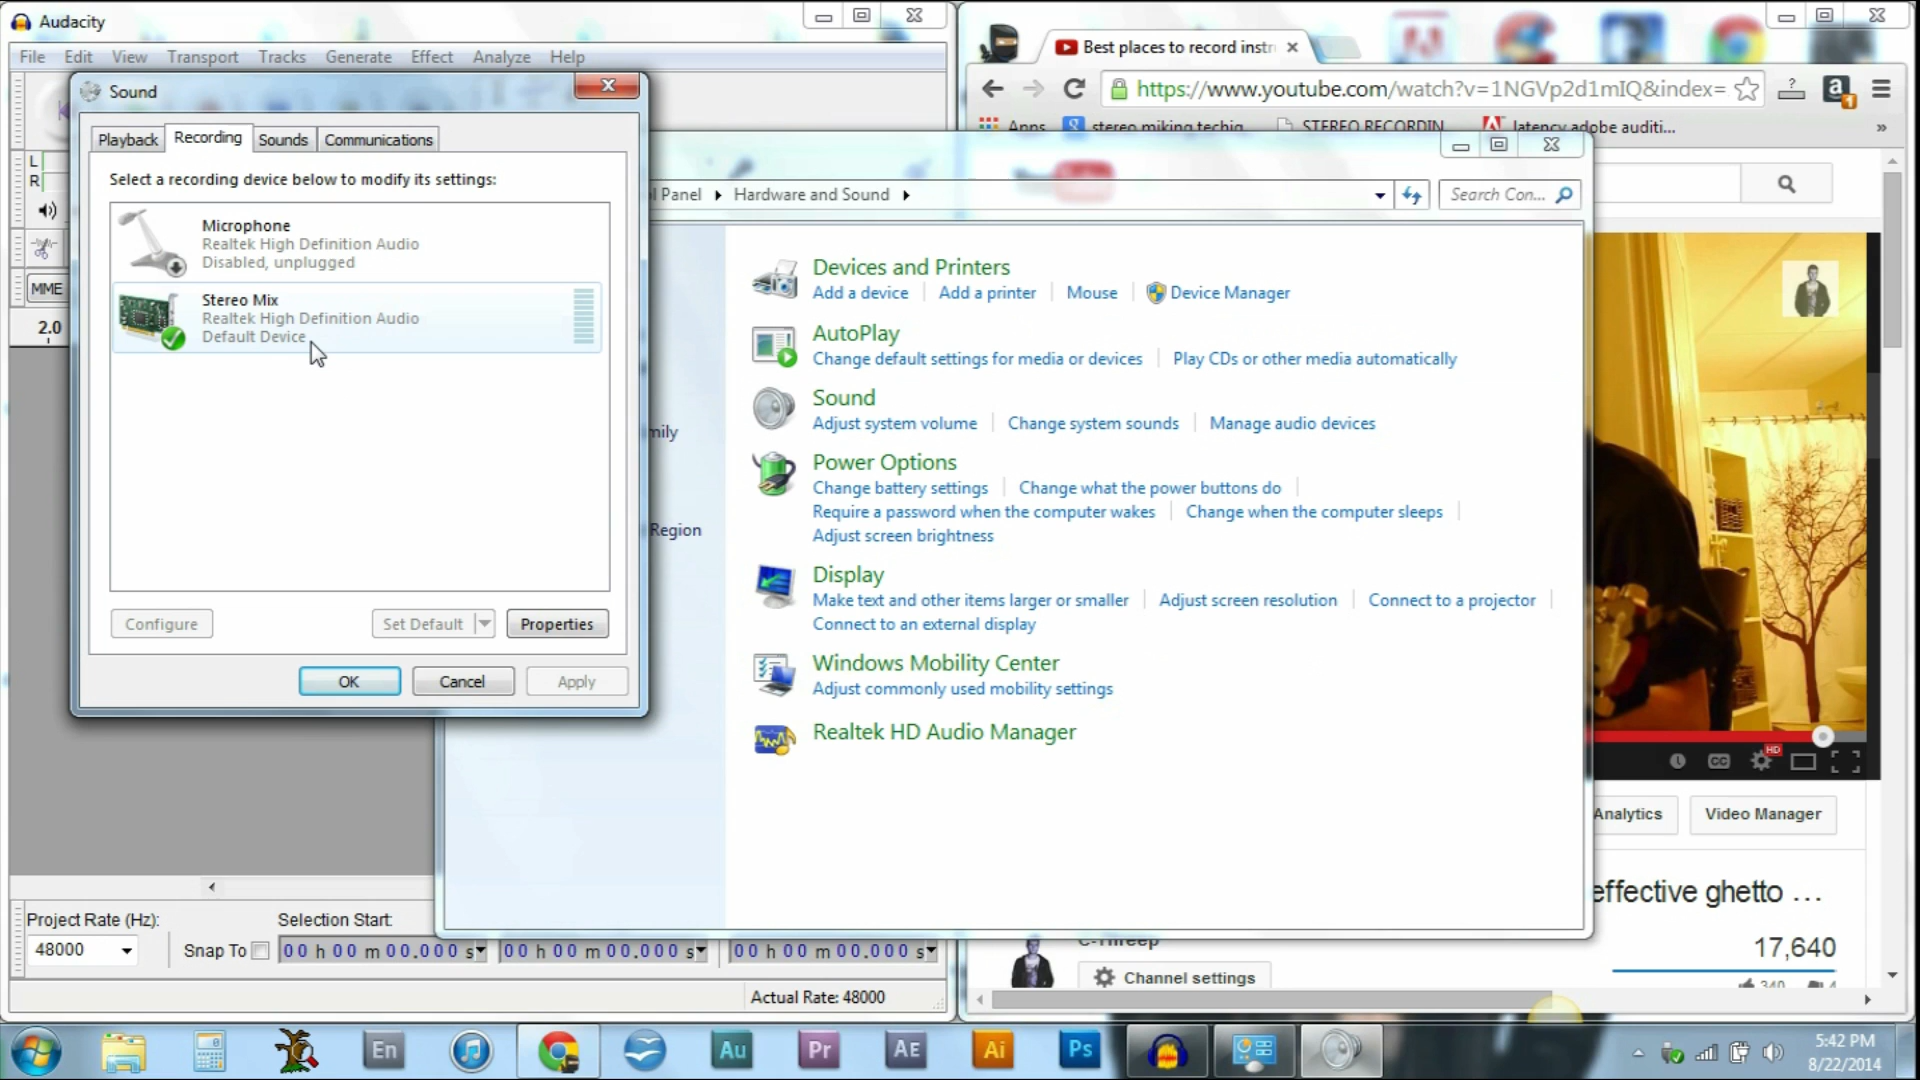 Audacity
File Edit View Transport Tracks Generate Effect Analyze Help
Sound
Playback Recording Sounds Communications
Select a recording device below to modify its settings:
Microphone
Realtek High Definition Audio
Disabled, unplugged
Stereo Mix
Realtek High Definition Audio
Default Device
Configure Set Default Properties
OK Cancel Apply
L
R
MME
2.0
Project Rate (Hz):
48000
Snap To
Selection Start:
00 h 00 m 00.000 s
00 h 00 m 00.000 s
00 h 00 m 00.000 s
Actual Rate: 48000
Panel Hardware and Sound
Search Con...
mily
Region
Devices and Printers
Add a device Add a printer Mouse Device Manager
AutoPlay
Change default settings for media or devices Play CDs or other media automatically
Sound
Adjust system volume Change system sounds Manage audio devices
Power Options
Change battery settings Change what the power buttons do
Require a password when the computer wakes Change when the computer sleeps
Adjust screen brightness
Display
Make text and other items larger or smaller Adjust screen resolution Connect to a projector
Connect to an external display
Windows Mobility Center
Adjust commonly used mobility settings
Realtek HD Audio Manager
Best places to record instr
https://www.youtube.com/watch?v=1NGVp2d1mIQ&index=
Apps stereo miking techiq STEREO RECORDIN latency adobe auditi...
»
CC HD
Analytics Video Manager
effective ghetto ...
C-Threep
17,640
Channel settings
340 4
En Au Pr AE Ai Ps
5:42 PM
8/22/2014